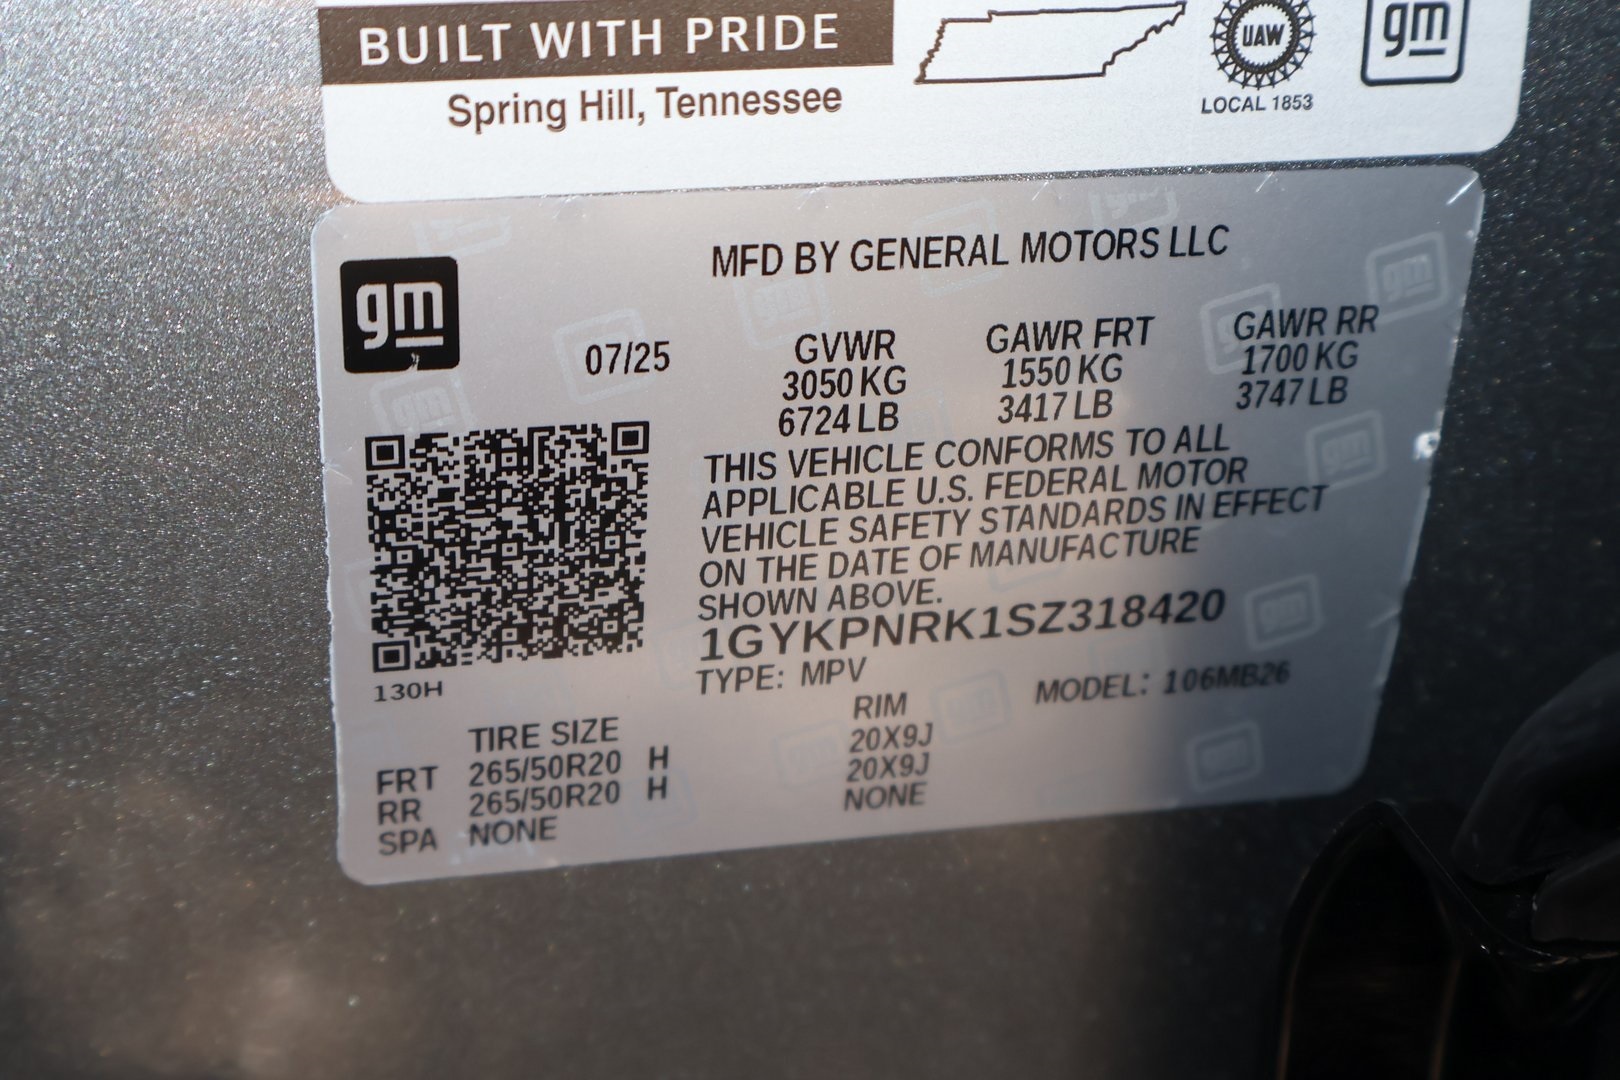 BUILT WITH PRIDE
Spring Hill, Tennessee
UAW
LOCAL 1853
gm
gm
MFD BY GENERAL MOTORS LLC
07/25
GVWR
3050 KG
6724 LB
GAWR FRT
1550 KG
3417 LB
GAWR RR
1700 KG
3747 LB
THIS VEHICLE CONFORMS TO ALL
APPLICABLE U.S. FEDERAL MOTOR
VEHICLE SAFETY STANDARDS IN EFFECT
ON THE DATE OF MANUFACTURE
SHOWN ABOVE.
1GYKPNRK1SZ318420
TYPE: MPV
MODEL: 106MB26
130H
TIRE SIZE RIM
FRT 265/50R20 H 20X9J
RR 265/50R20 H 20X9J
SPA NONE NONE